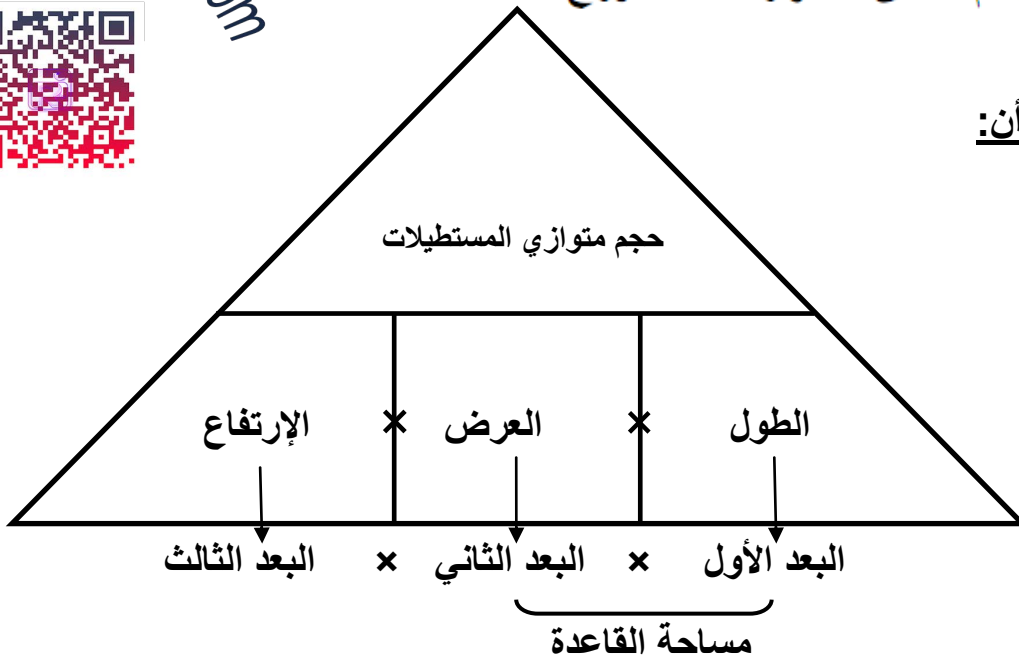 أن:
حجم متوازي المستطيلات
الطول × العرض × الإرتفاع
البعد الأول × البعد الثاني × البعد الثالث
مساحة القاعدة